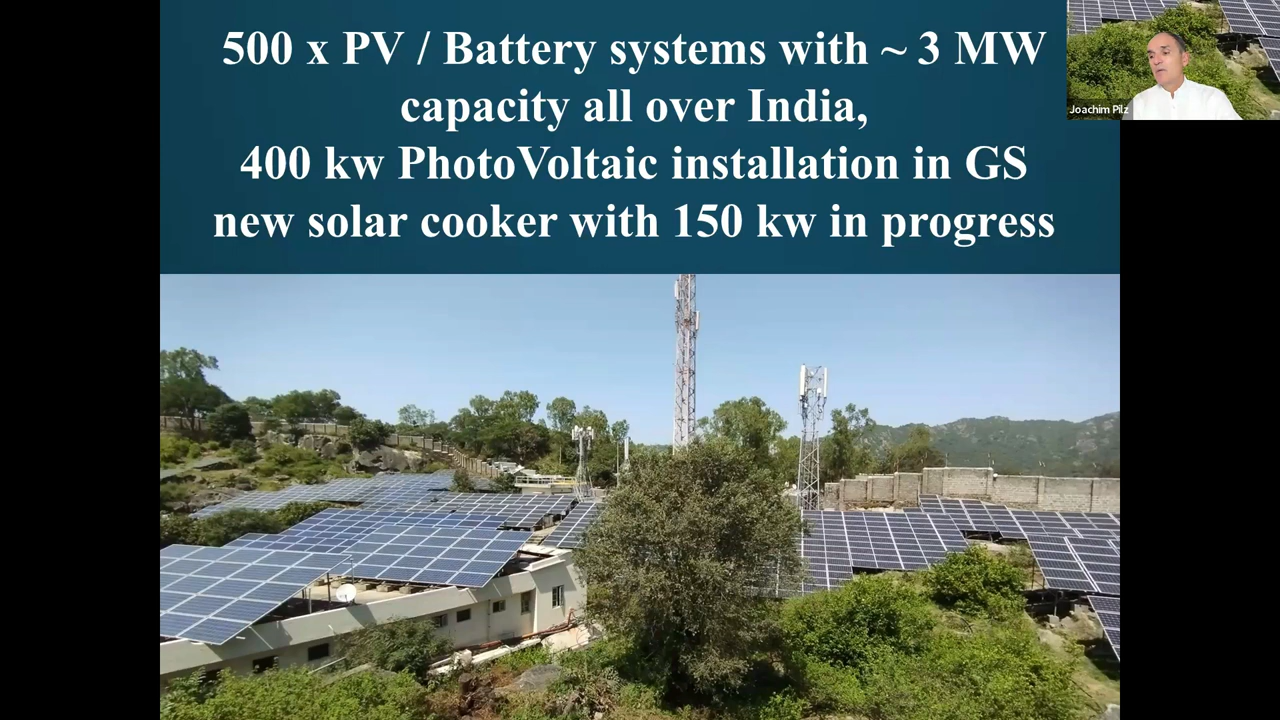 500 x PV / Battery systems with ~ 3 MW
capacity all over India,
400 kw PhotoVoltaic installation in GS
new solar cooker with 150 kw in progress
Joachim Pilz